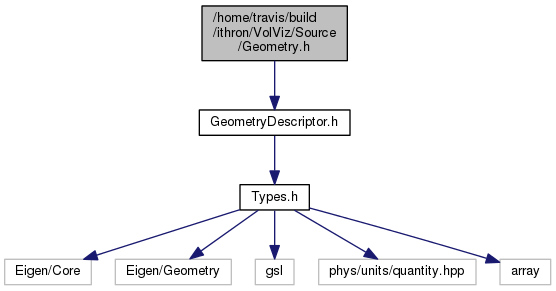 /home/travis/build
/ithron/VolViz/Source
/Geometry.h
GeometryDescriptor.h
Types.h
Eigen/Core
Eigen/Geometry
gsl
phys/units/quantity.hpp
array